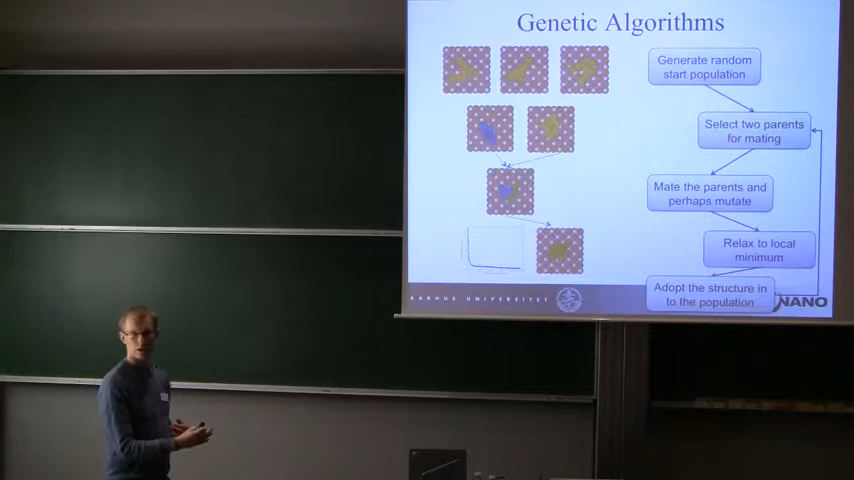 Genetic Algorithms
Generate random
start population
Select two parents
for mating
Mate the parents and
perhaps mutate
Relax to local
minimum
Adopt the structure in
to the population
AARHUS UNIVERSITET
NANO